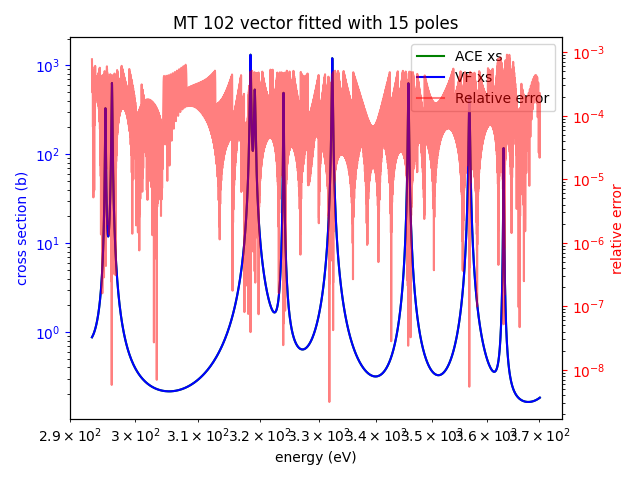 MT 102 vector fitted with 15 poles
ACE xs
VF xs
Relative error
cross section (b)
10³
10²
10¹
10⁰
relative error
10⁻³
10⁻⁴
10⁻⁵
10⁻⁶
10⁻⁷
10⁻⁸
2.9 × 10² 3 × 10² 3.1 × 10² 3.2 × 10² 3.3 × 10² 3.4 × 10² 3.5 × 10² 3.6 × 10² 3.7 × 10²
energy (eV)